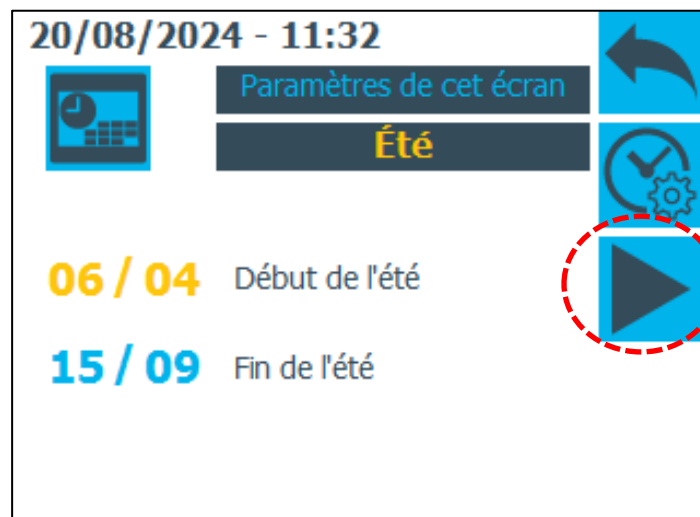 20/08/2024 - 11:32
Paramètres de cet écran
Été
06 / 04 Début de l'été
15 / 09 Fin de l'été